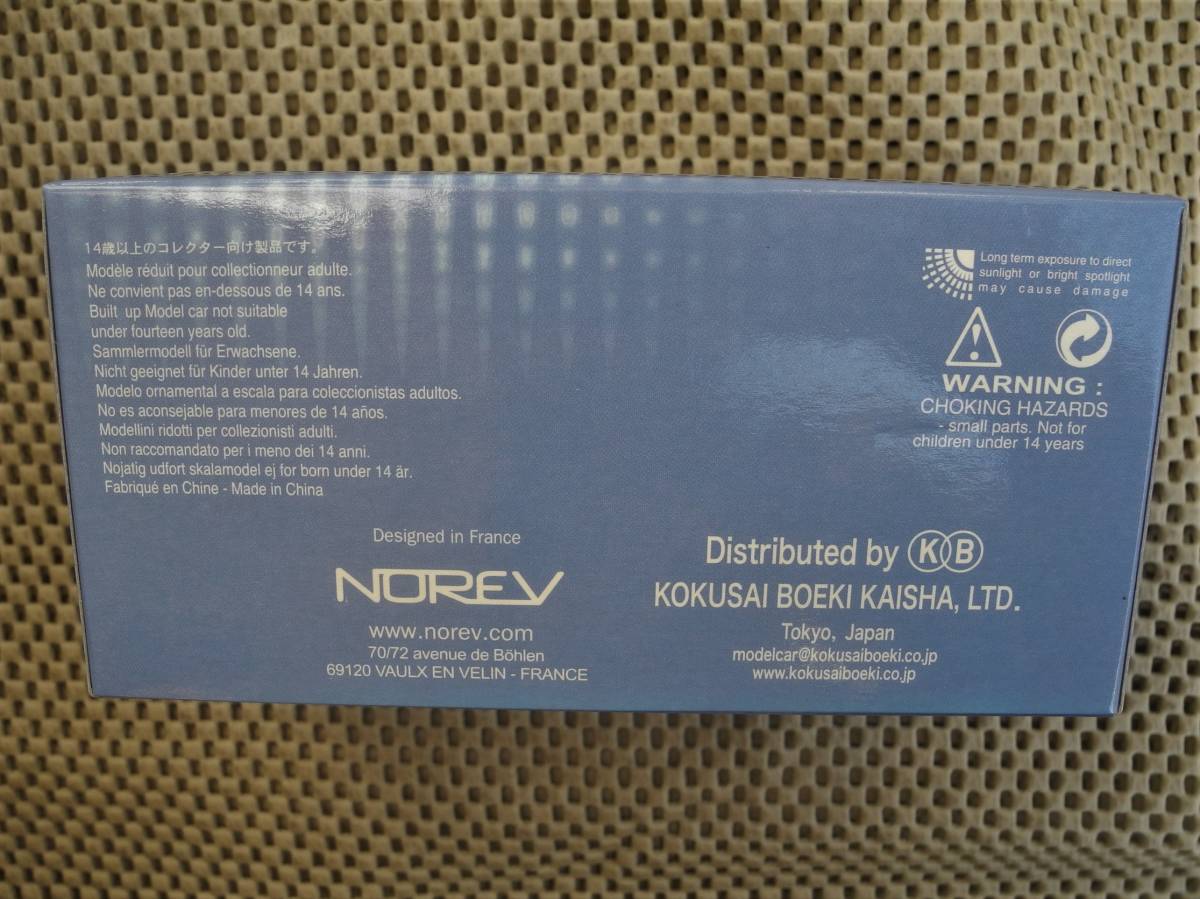 14歳以上のコレクター向け製品です。
Modèle réduit pour collectionneur adulte.
Ne convient pas en-dessous de 14 ans.
Built up Model car not suitable
under fourteen years old.
Sammlermodell für Erwachsene.
Nicht geeignet für Kinder unter 14 Jahren.
Modelo ornamental a escala para coleccionistas adultos.
No es aconsejable para menores de 14 años.
Modellini ridotti per collezionisti adulti.
Non raccomandato per i meno dei 14 anni.
Nojatig udfort skalamodel ej for born under 14 är.
Fabriqué en Chine - Made in China
Long term exposure to direct
sunlight or bright spotlight
may cause damage
WARNING :
CHOKING HAZARDS
- small parts. Not for
children under 14 years
Designed in France
NOREV
www.norev.com
70/72 avenue de Böhlen
69120 VAULX EN VELIN - FRANCE
Distributed by KB
KOKUSAI BOEKI KAISHA, LTD.
Tokyo, Japan
modelcar@kokusaiboeki.co.jp
www.kokusaiboeki.co.jp